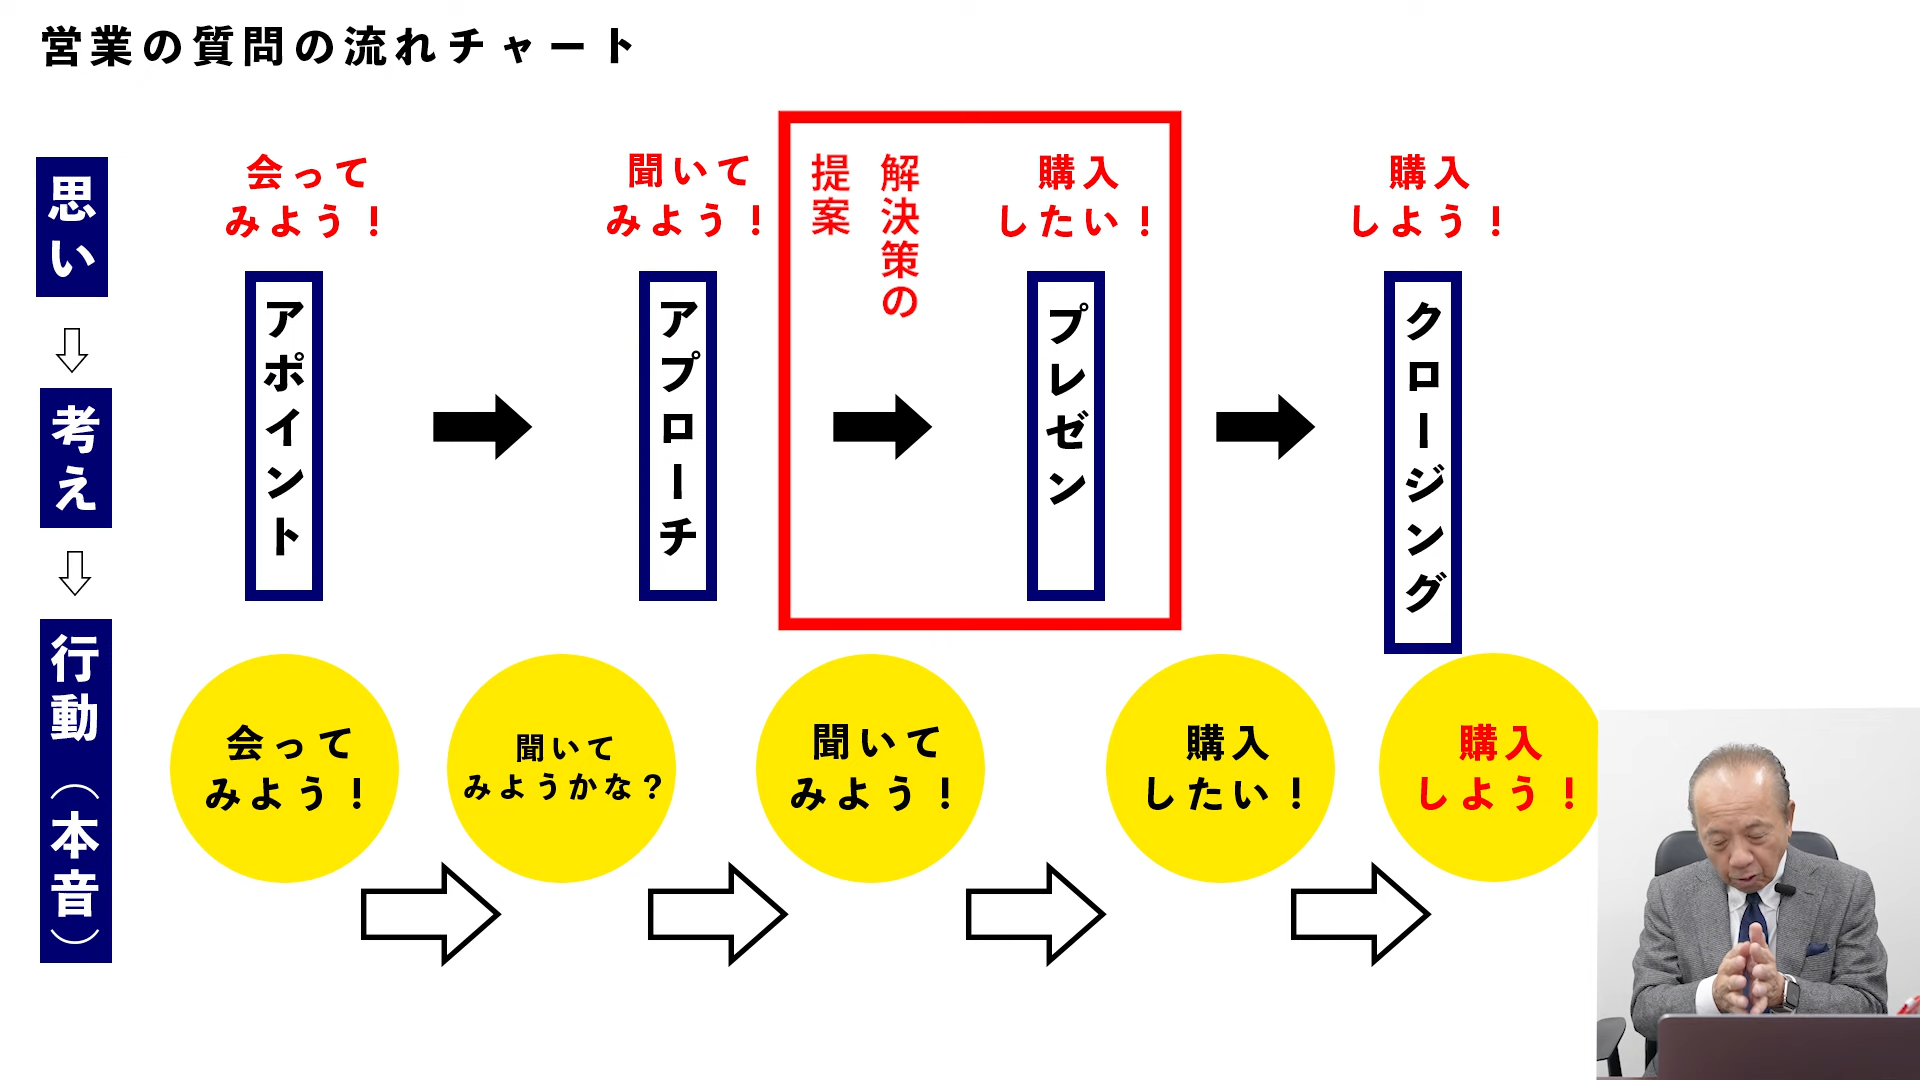 営業の質問の流れチャート
思い
考え
行動（本音）
会って
みよう！
アポイント
聞いて
みよう！
アプローチ
解決策の
提案
購入
したい！
プレゼン
購入
しよう！
クロージング
会って
みよう！
聞いて
みようかな？
聞いて
みよう！
購入
したい！
購入
しよう！